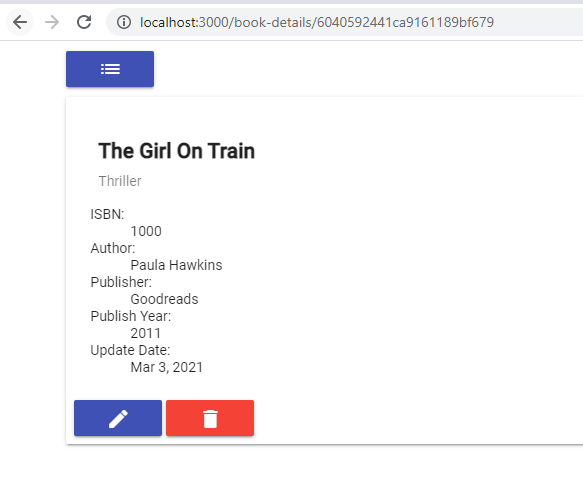 localhost:3000/book-details/6040592441ca9161189bf679
The Girl On Train
Thriller
ISBN:
1000
Author:
Paula Hawkins
Publisher:
Goodreads
Publish Year:
2011
Update Date:
Mar 3, 2021